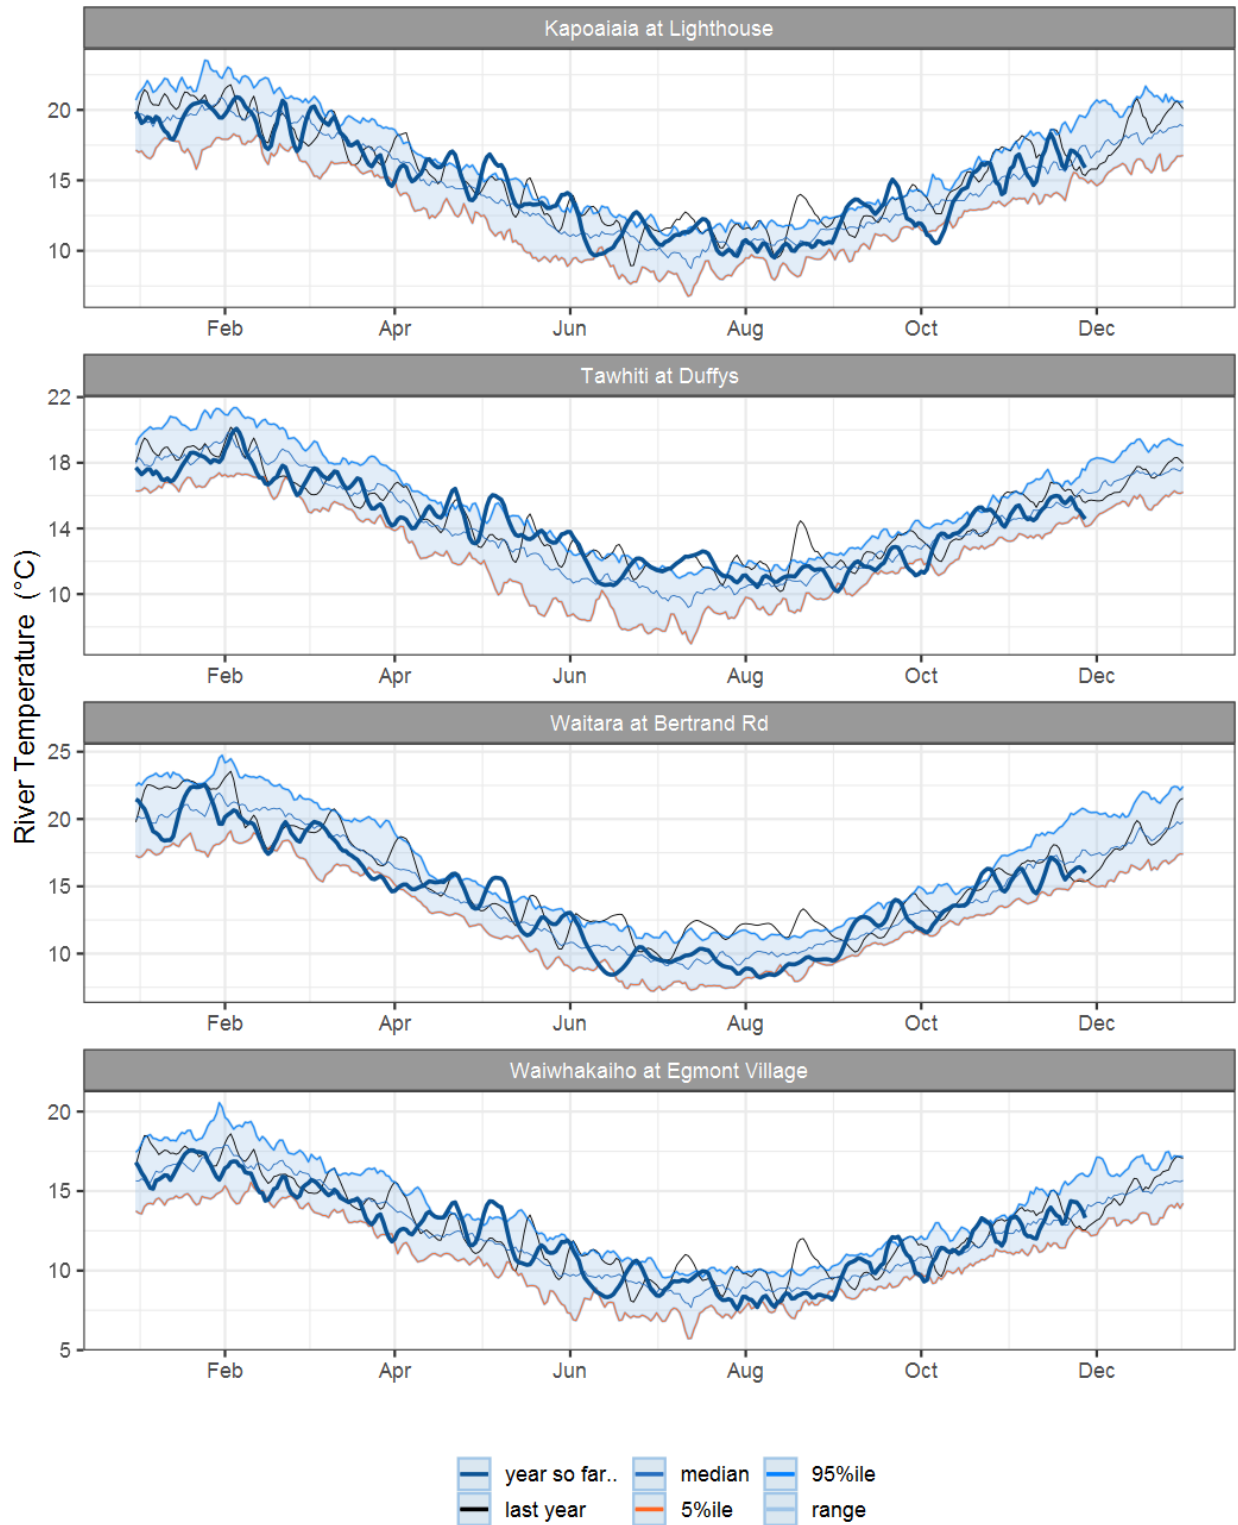 Kapoaiaia at Lighthouse
20
15
10
Feb Apr Jun Aug Oct Dec
Tawhiti at Duffys
22
18
14
10
Feb Apr Jun Aug Oct Dec
River Temperature (°C)
Waitara at Bertrand Rd
25
20
15
10
Feb Apr Jun Aug Oct Dec
Waiwhakaiho at Egmont Village
20
15
10
5
Feb Apr Jun Aug Oct Dec
year so far.. median 95%ile
last year 5%ile range